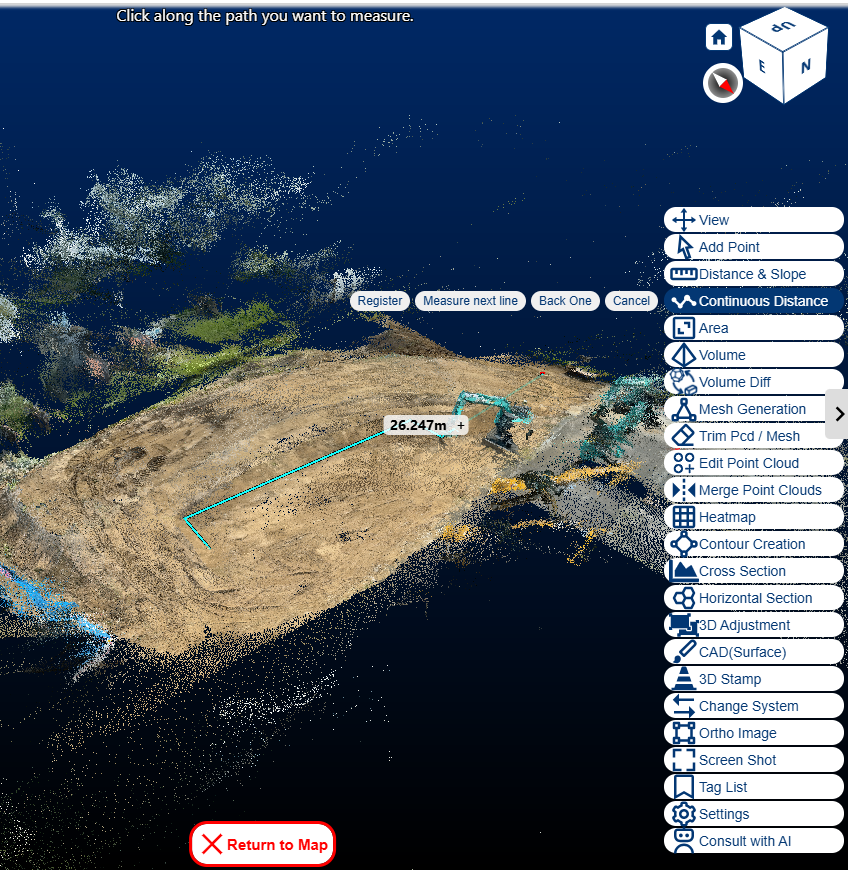 Click along the path you want to measure.
UP
E
N
View
Add Point
Distance & Slope
Register
Measure next line
Back One
Cancel
Continuous Distance
Area
Volume
Volume Diff
Mesh Generation
26.247m +
Trim Pcd / Mesh
Edit Point Cloud
Merge Point Clouds
Heatmap
Contour Creation
Cross Section
Horizontal Section
3D Adjustment
CAD(Surface)
3D Stamp
Change System
Ortho Image
Screen Shot
Tag List
Settings
Consult with AI
Return to Map